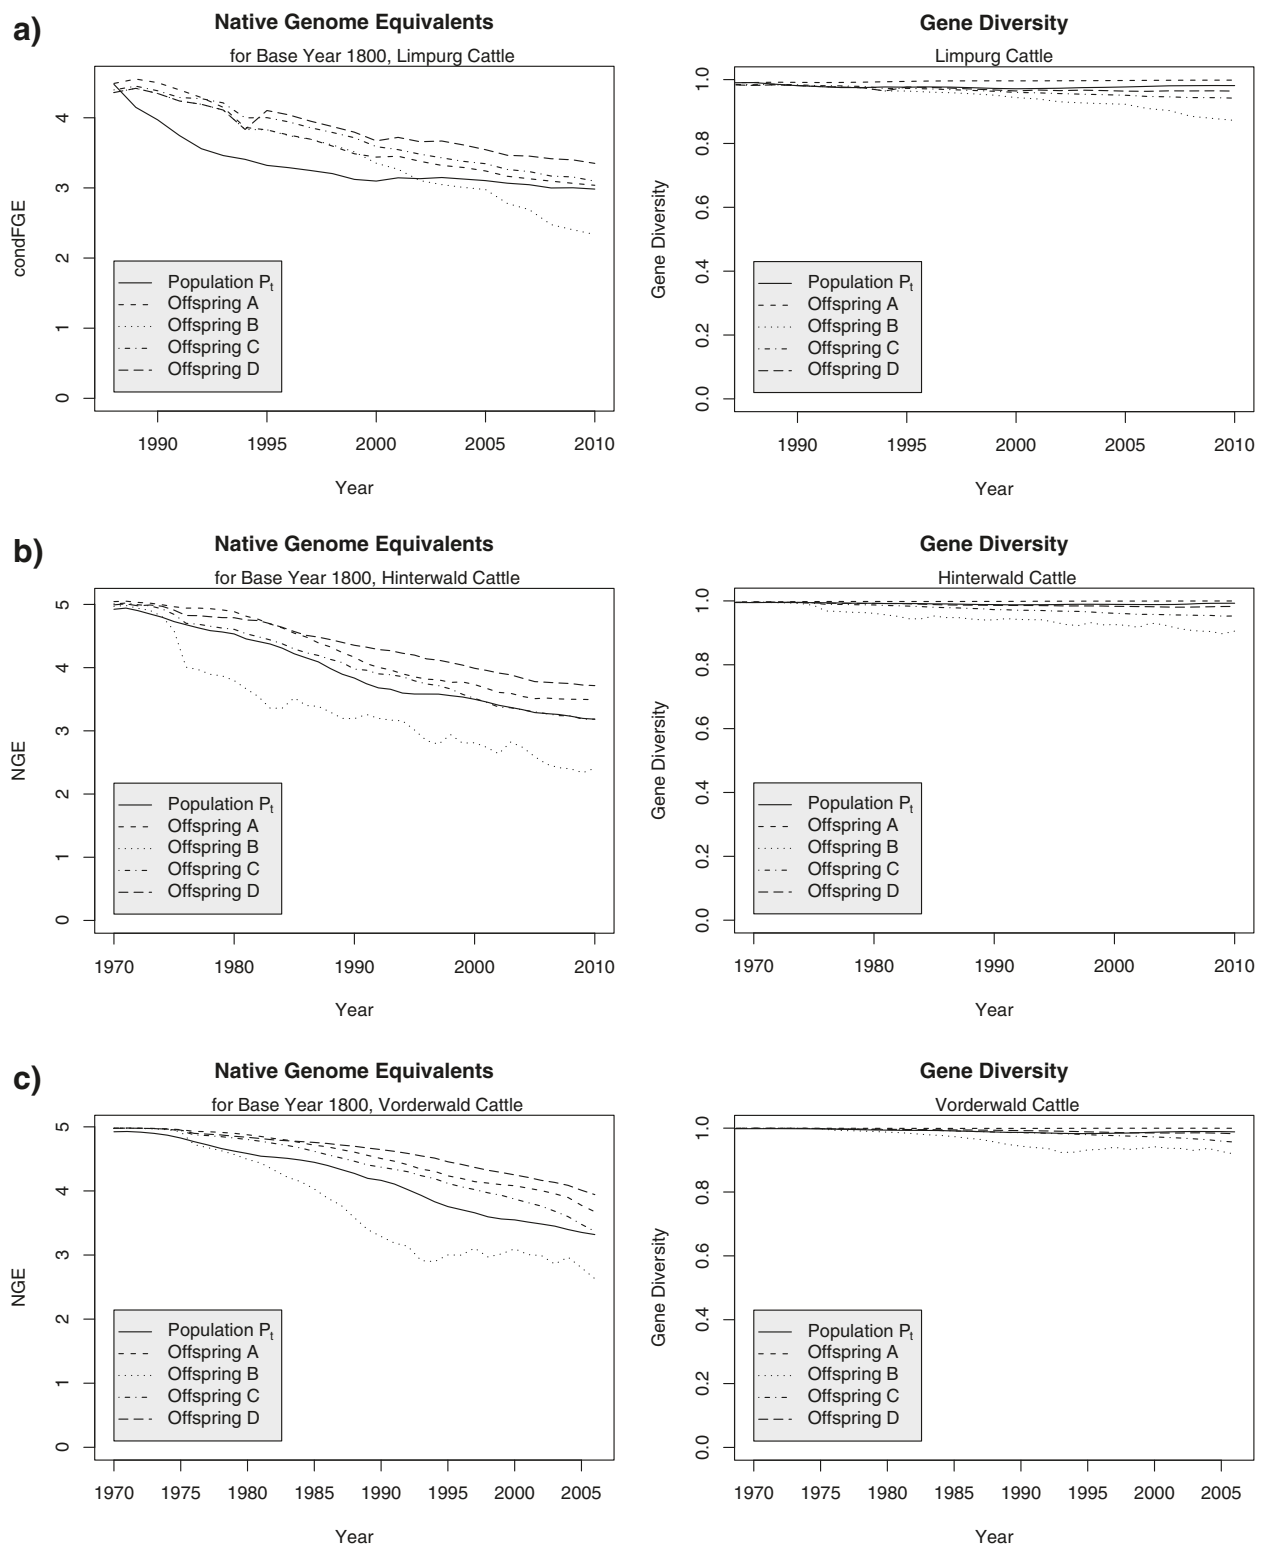 a)
Native Genome Equivalents
for Base Year 1800, Limpurg Cattle
condFGE
4
3
2
1
0
Population Pt
Offspring A
Offspring B
Offspring C
Offspring D
1990 1995 2000 2005 2010
Year
Gene Diversity
Limpurg Cattle
Gene Diversity
1.0
0.8
0.6
0.4
0.2
0.0
Population Pt
Offspring A
Offspring B
Offspring C
Offspring D
1990 1995 2000 2005 2010
Year
b)
Native Genome Equivalents
for Base Year 1800, Hinterwald Cattle
NGE
5
4
3
2
1
0
Population Pt
Offspring A
Offspring B
Offspring C
Offspring D
1970 1980 1990 2000 2010
Year
Gene Diversity
Hinterwald Cattle
Gene Diversity
1.0
0.8
0.6
0.4
0.2
0.0
Population Pt
Offspring A
Offspring B
Offspring C
Offspring D
1970 1980 1990 2000 2010
Year
c)
Native Genome Equivalents
for Base Year 1800, Vorderwald Cattle
NGE
5
4
3
2
1
0
Population Pt
Offspring A
Offspring B
Offspring C
Offspring D
1970 1975 1980 1985 1990 1995 2000 2005
Year
Gene Diversity
Vorderwald Cattle
Gene Diversity
1.0
0.8
0.6
0.4
0.2
0.0
Population Pt
Offspring A
Offspring B
Offspring C
Offspring D
1970 1975 1980 1985 1990 1995 2000 2005
Year